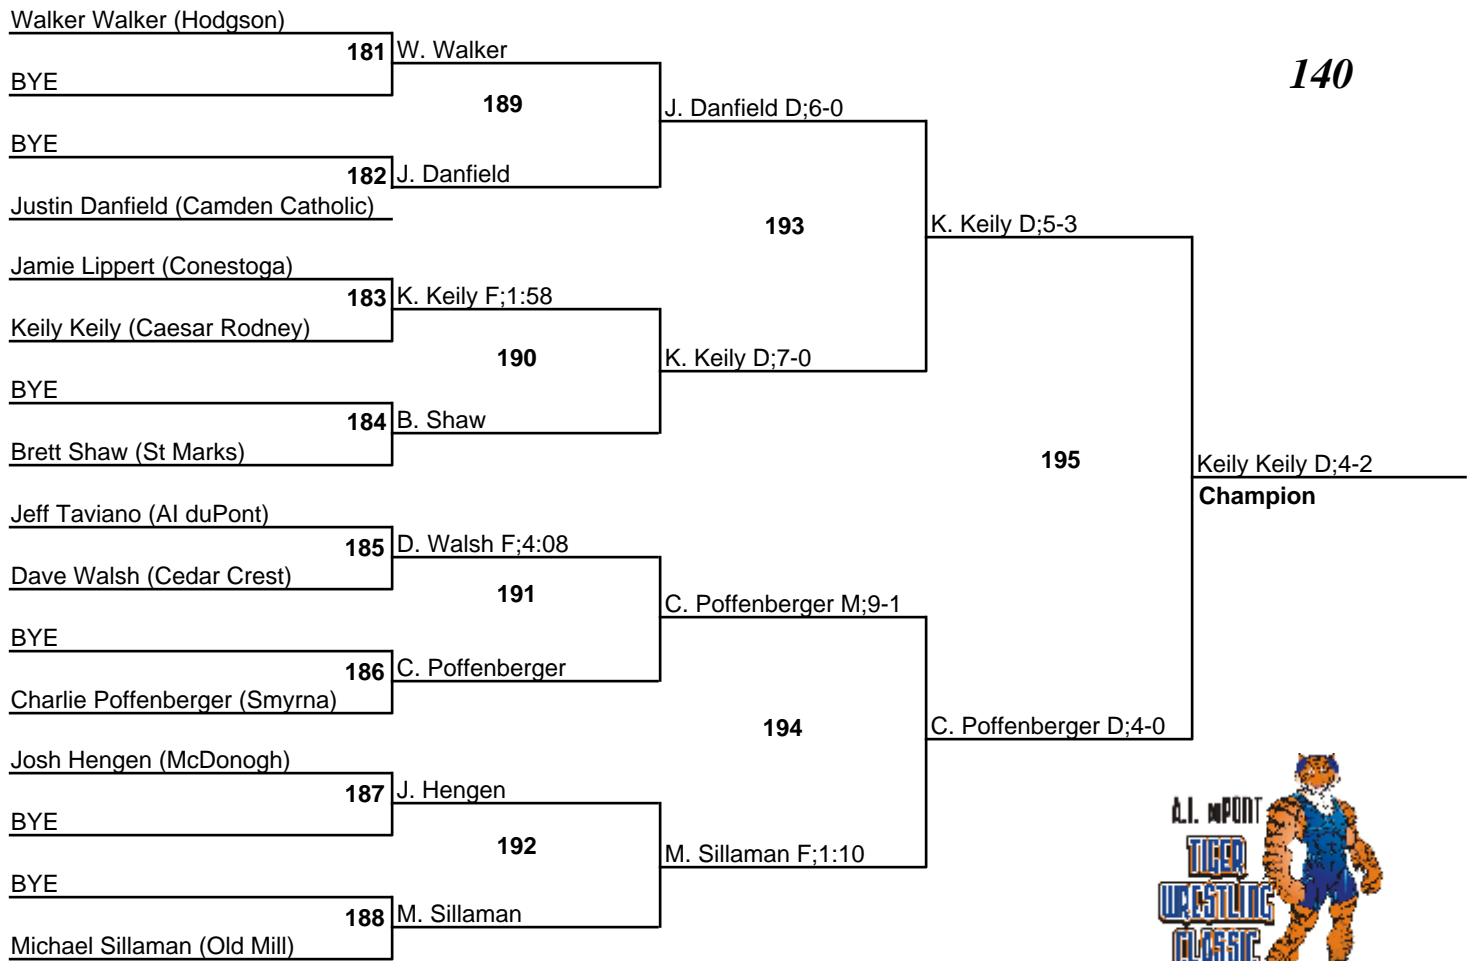 Walker Walker (Hodgson)
181 W. Walker
BYE
189
J. Danfield D;6-0
BYE
182 J. Danfield
Justin Danfield (Camden Catholic)
193
K. Keily D;5-3
Jamie Lippert (Conestoga)
183 K. Keily F;1:58
Keily Keily (Caesar Rodney)
190
K. Keily D;7-0
BYE
184 B. Shaw
Brett Shaw (St Marks)
195
Keily Keily D;4-2
Champion
Jeff Taviano (AI duPont)
185 D. Walsh F;4:08
Dave Walsh (Cedar Crest)
191
C. Poffenberger M;9-1
BYE
186 C. Poffenberger
Charlie Poffenberger (Smyrna)
194
C. Poffenberger D;4-0
Josh Hengen (McDonogh)
187 J. Hengen
BYE
192
M. Sillaman F;1:10
BYE
188 M. Sillaman
Michael Sillaman (Old Mill)
140
A.I. duPONT
TIGER
WRESTLING
CLASSIC